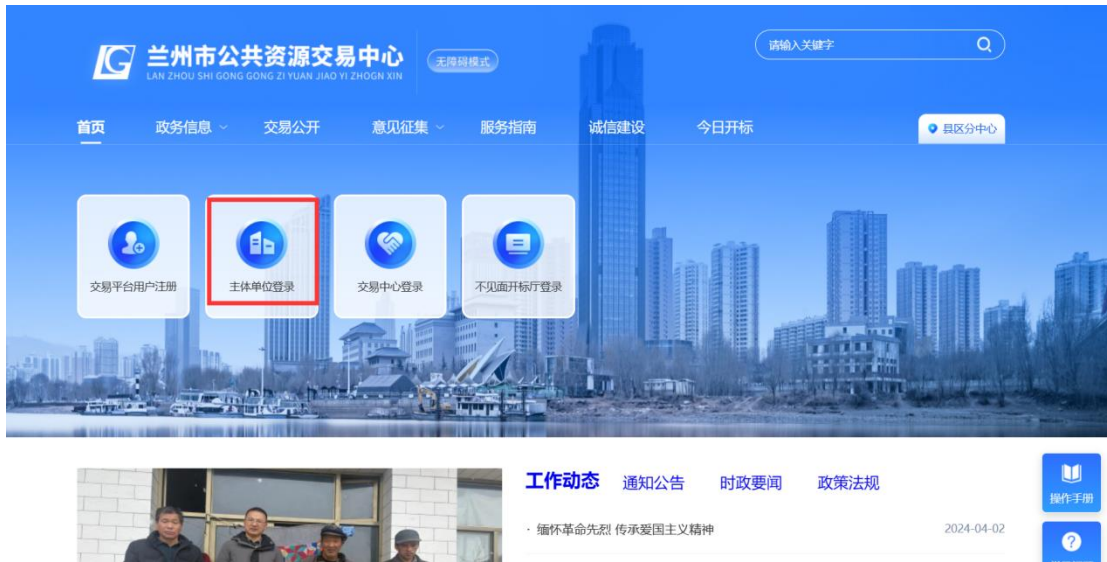 兰州市公共资源交易中心
LAN ZHOU SHI GONG GONG ZI YUAN JIAO YI ZHOGN XIN
无障碍模式
请输入关键字
首页 政务信息 交易公开 意见征集 服务指南 诚信建设 今日开标 县区分中心
交易平台用户注册 主体单位登录 交易中心登录 不见面开标厅登录
工作动态 通知公告 时政要闻 政策法规
· 缅怀革命先烈 传承爱国主义精神 2024-04-02
操作手册